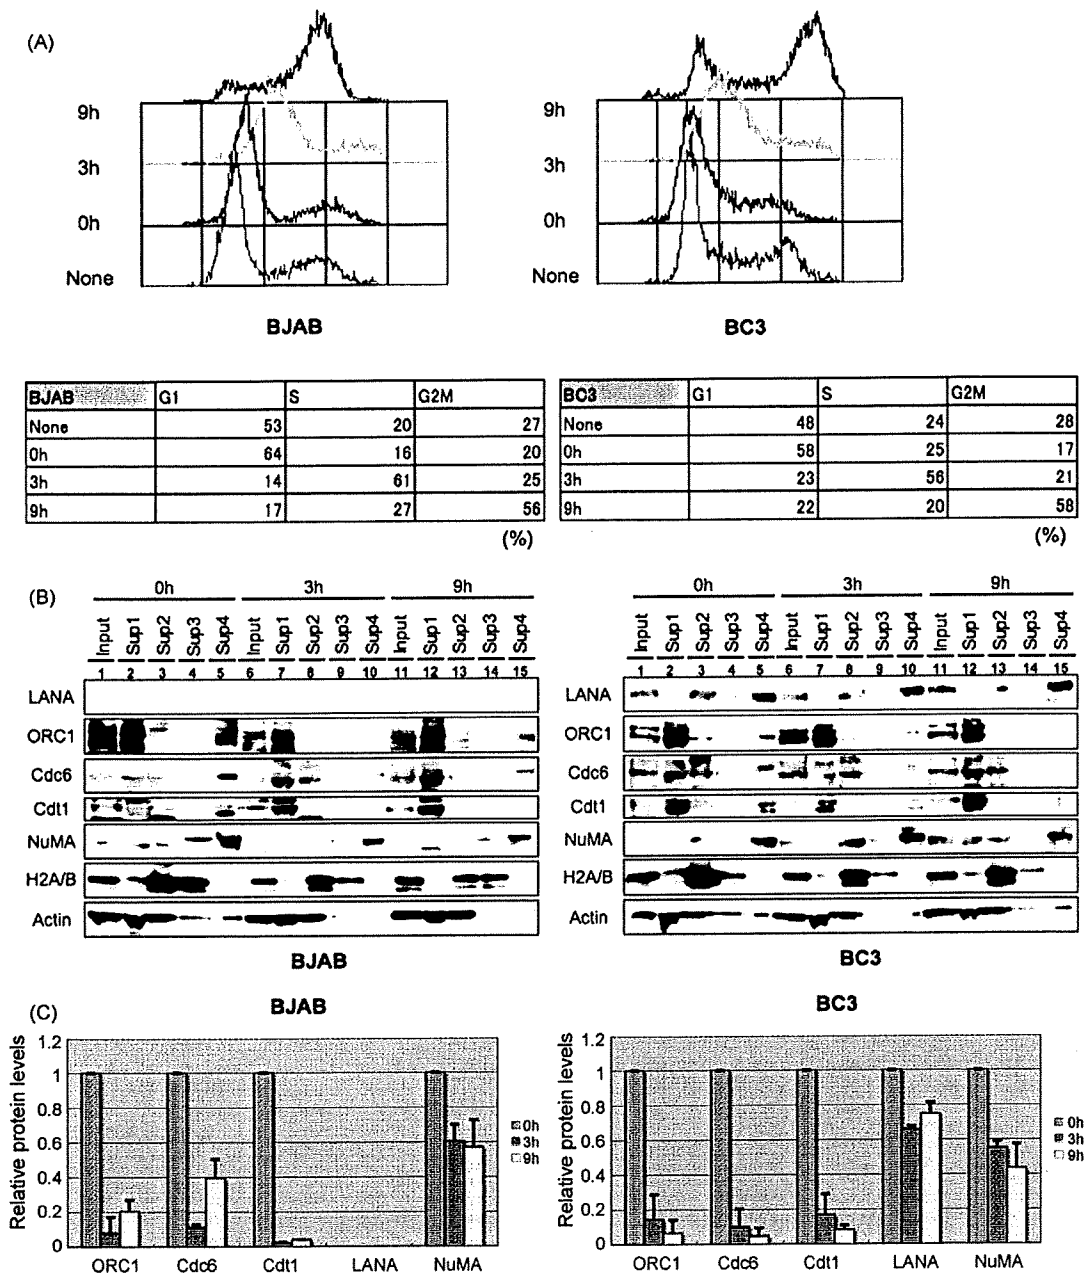 (A)
9h
3h
0h
None
BJAB
9h
3h
0h
None
BC3
BJAB G1 S G2M
None 53 20 27
0h 64 16 20
3h 14 61 25
9h 17 27 56
(%)
BC3 G1 S G2M
None 48 24 28
0h 58 25 17
3h 23 56 21
9h 22 20 58
(%)
(B)
0h 3h 9h
Input Sup1 Sup2 Sup3 Sup4 Input Sup1 Sup2 Sup3 Sup4 Input Sup1 Sup2 Sup3 Sup4
1 2 3 4 5 6 7 8 9 10 11 12 13 14 15
LANA
ORC1
Cdc6
Cdt1
NuMA
H2A/B
Actin
BJAB
0h 3h 9h
Input Sup1 Sup2 Sup3 Sup4 Input Sup1 Sup2 Sup3 Sup4 Input Sup1 Sup2 Sup3 Sup4
1 2 3 4 5 6 7 8 9 10 11 12 13 14 15
LANA
ORC1
Cdc6
Cdt1
NuMA
H2A/B
Actin
BC3
(C)
BJAB
Relative protein levels
1.2
1
0.8
0.6
0.4
0.2
0
ORC1 Cdc6 Cdt1 LANA NuMA
0h
3h
9h
BC3
Relative protein levels
1.2
1
0.8
0.6
0.4
0.2
0
ORC1 Cdc6 Cdt1 LANA NuMA
0h
3h
9h